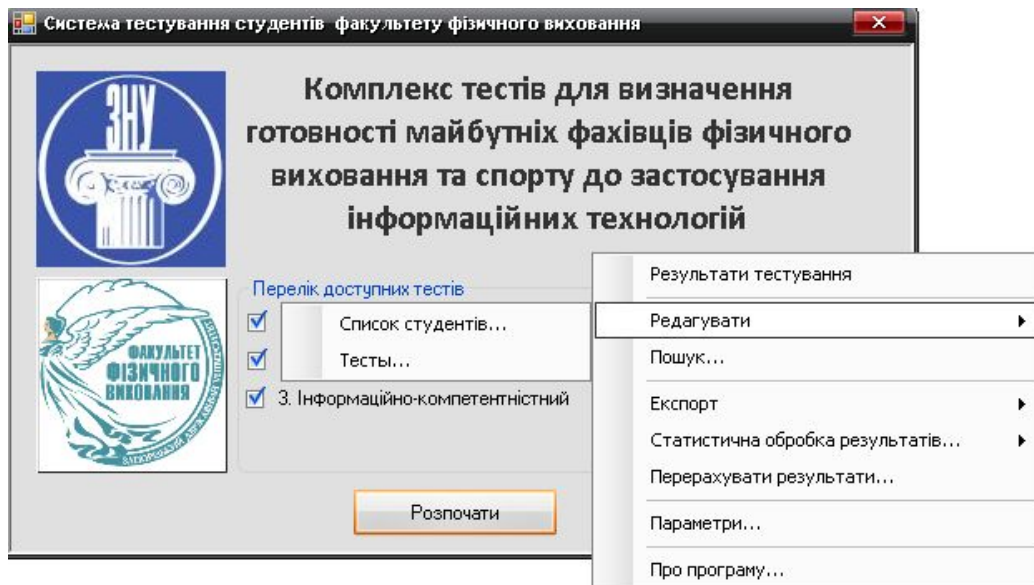 Система тестування студентів факультету фізичного виховання
ЗНУ
Комплекс тестів для визначення
готовності майбутніх фахівців фізичного
виховання та спорту до застосування
інформаційних технологій
ФАКУЛЬТЕТ
ФІЗИЧНОГО
ВИХОВАННЯ
Перелік доступних тестів
Список студентів...
Тесты...
3. Інформаційно-компетентністний
Розпочати
Результати тестування
Редагувати
Пошук...
Експорт
Статистична обробка результатів...
Перерахувати результати...
Параметри...
Про програму...